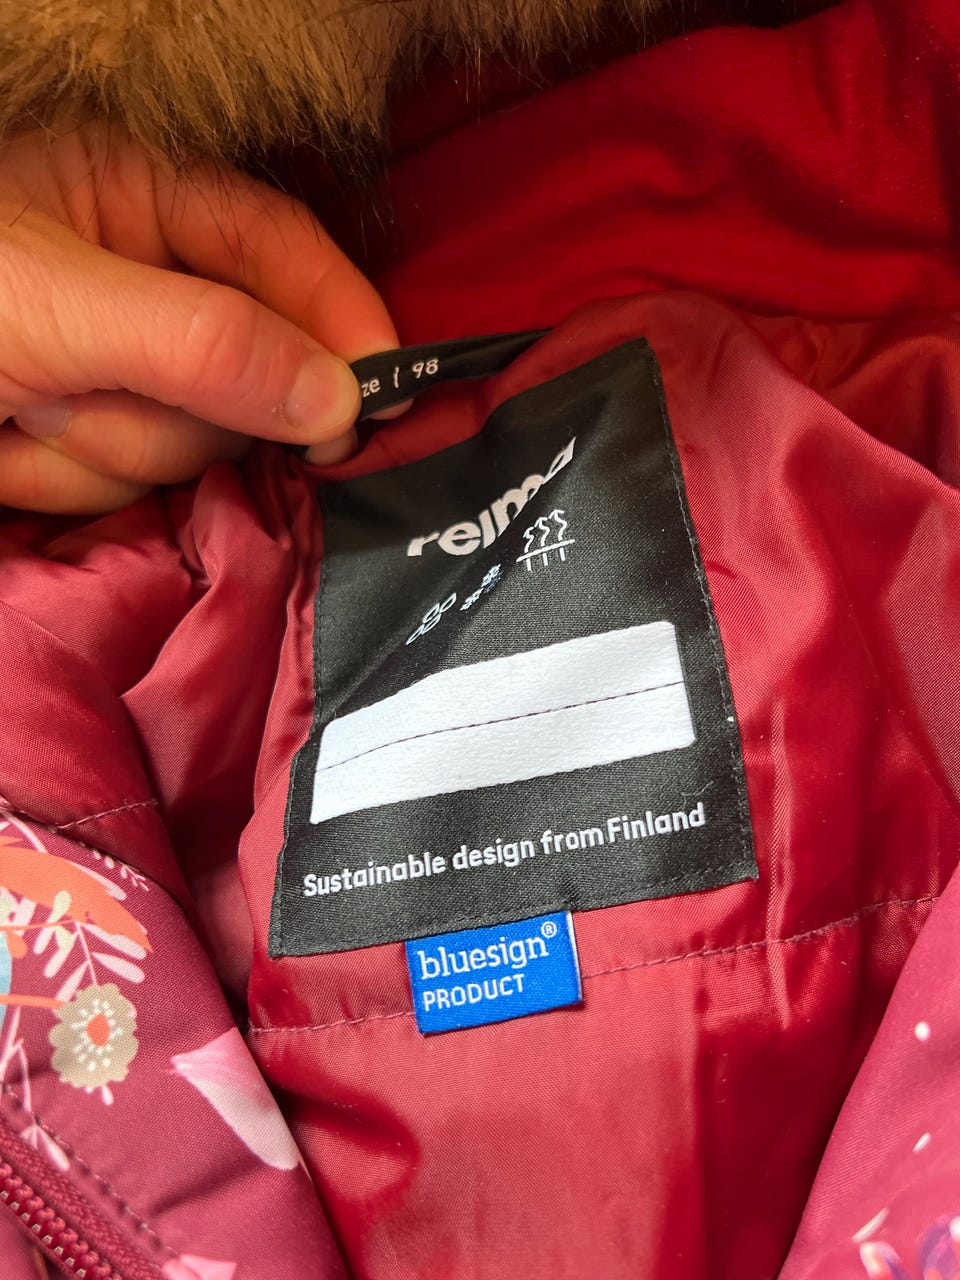 ze | 98
reima
Sustainable design from Finland
bluesign®
PRODUCT